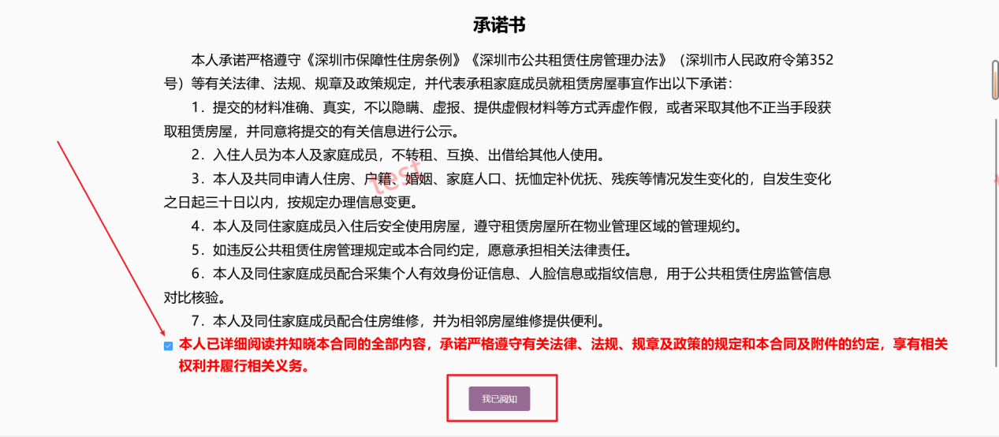 承诺书
本人承诺严格遵守《深圳市保障性住房条例》《深圳市公共租赁住房管理办法》（深圳市人民政府令第352
号）等有关法律、法规、规章及政策规定，并代表承租家庭成员就租赁房屋事宜作出以下承诺：
1. 提交的材料准确、真实，不以隐瞒、虚报、提供虚假材料等方式弄虚作假，或者采取其他不正当手段获
取租赁房屋，并同意将提交的有关信息进行公示。
2. 入住人员为本人及家庭成员，不转租、互换、出借给其他人使用。
3. 本人及共同申请人住房、户籍、婚姻、家庭人口、抚恤定补优抚、残疾等情况发生变化的，自发生变化
之日起三十日以内，按规定办理信息变更。
test
4. 本人及同住家庭成员入住后安全使用房屋，遵守租赁房屋所在物业管理区域的管理规约。
5. 如违反公共租赁住房管理规定或本合同约定，愿意承担相关法律责任。
6. 本人及同住家庭成员配合采集个人有效身份证信息、人脸信息或指纹信息，用于公共租赁住房监管信息
对比核验。
7. 本人及同住家庭成员配合住房维修，并为相邻房屋维修提供便利。
本人已详细阅读并知晓本合同的全部内容，承诺严格遵守有关法律、法规、规章及政策的规定和本合同及附件的约定，享有相关
权利并履行相关义务。
我已阅知